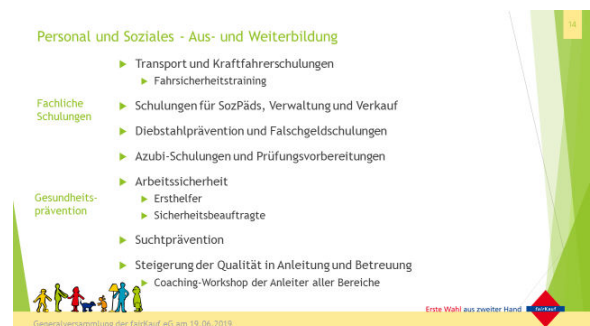 14
Personal und Soziales - Aus- und Weiterbildung
Transport und Kraftfahrerschulungen
Fahrsicherheitstraining
Fachliche
Schulungen
Schulungen für SozPäds, Verwaltung und Verkauf
Diebstahlprävention und Falschgeldschulungen
Azubi-Schulungen und Prüfungsvorbereitungen
Arbeitssicherheit
Gesundheits-
prävention
Ersthelfer
Sicherheitsbeauftragte
Suchtprävention
Steigerung der Qualität in Anleitung und Betreuung
Coaching-Workshop der Anleiter aller Bereiche
Erste Wahl aus zweiter Hand
fairKauf
Generalversammlung der fairKauf eG am 19.06.2019